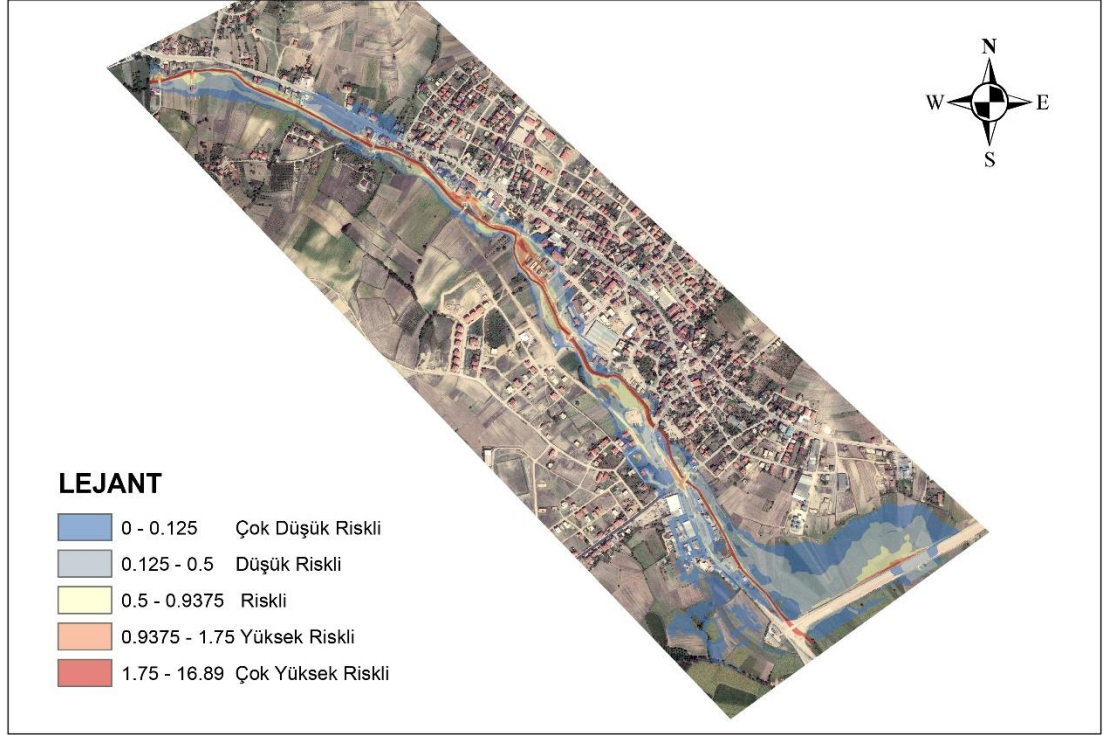 N
W E
S
LEJANT
0 - 0.125 Çok Düşük Riskli
0.125 - 0.5 Düşük Riskli
0.5 - 0.9375 Riskli
0.9375 - 1.75 Yüksek Riskli
1.75 - 16.89 Çok Yüksek Riskli